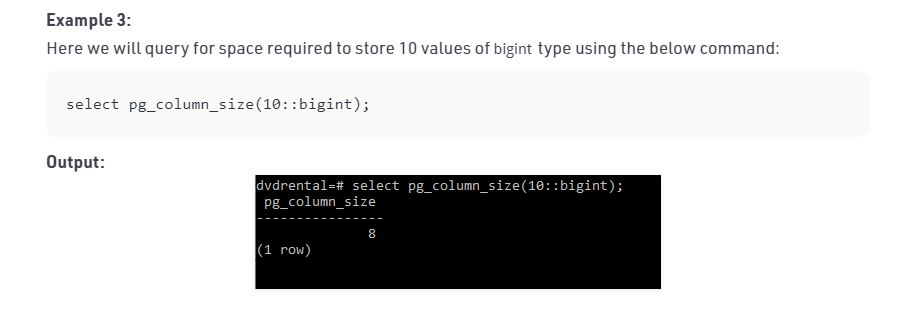 Example 3:
Here we will query for space required to store 10 values of bigint type using the below command:
select pg_column_size(10::bigint);
Output:
dvdrental=# select pg_column_size(10::bigint);
pg_column_size
----------------
8
(1 row)